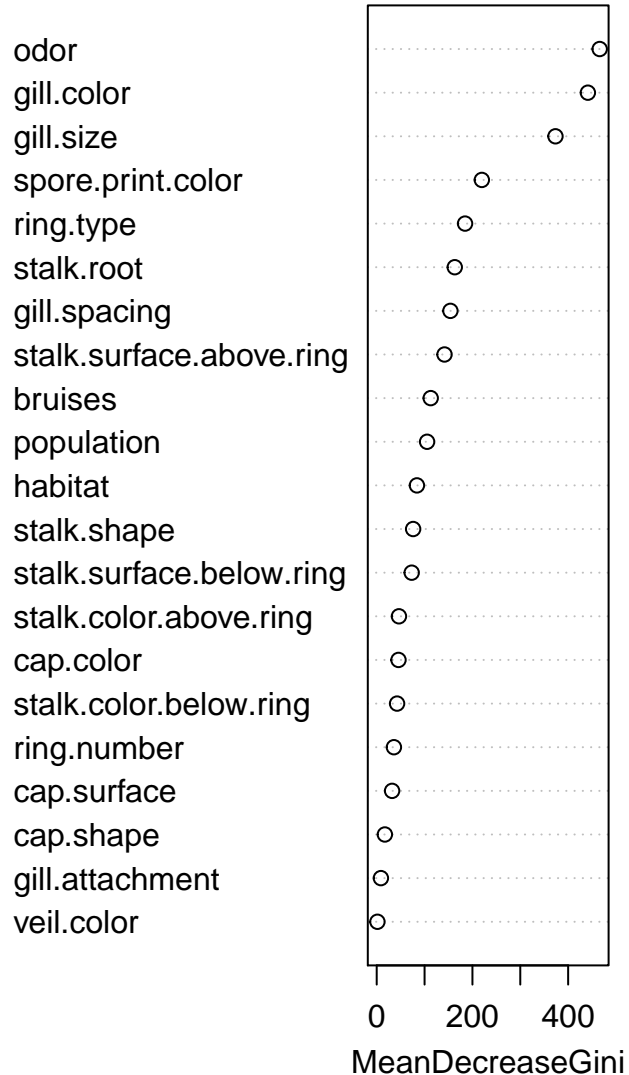 odor
gill.color
gill.size
spore.print.color
ring.type
stalk.root
gill.spacing
stalk.surface.above.ring
bruises
population
habitat
stalk.shape
stalk.surface.below.ring
stalk.color.above.ring
cap.color
stalk.color.below.ring
ring.number
cap.surface
cap.shape
gill.attachment
veil.color
0 200 400
MeanDecreaseGini